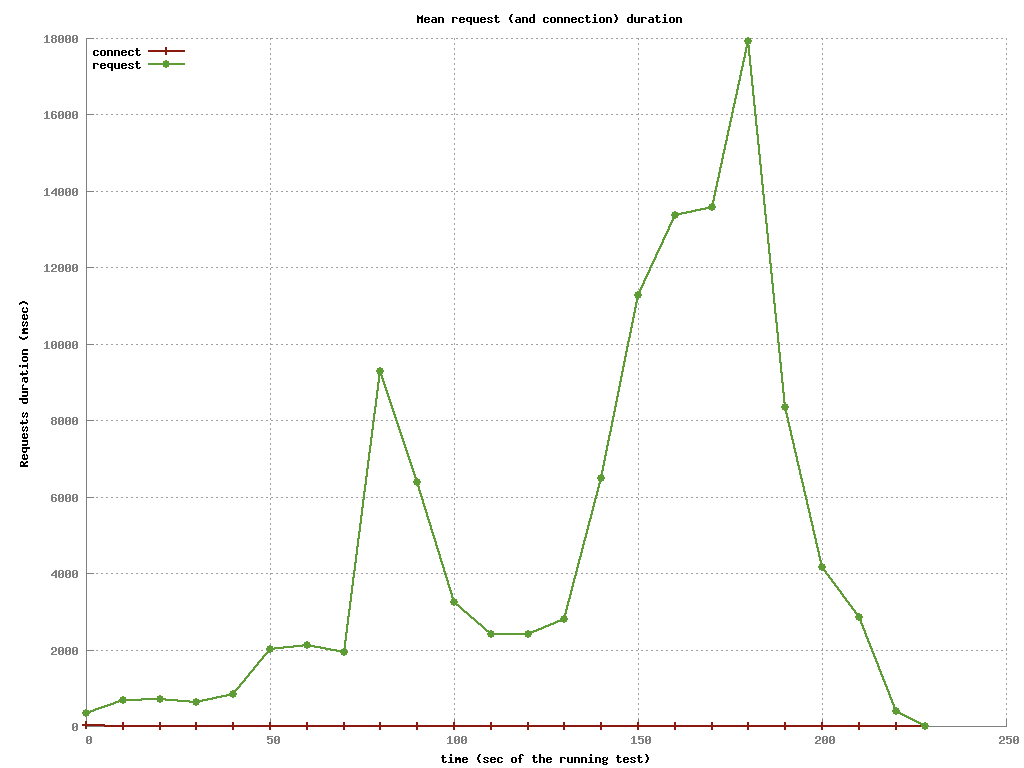 Mean request (and connection) duration
18000
connect
request
16000
14000
12000
10000
8000
6000
4000
2000
0
Requests duration (msec)
0 50 100 150 200 250
time (sec of the running test)